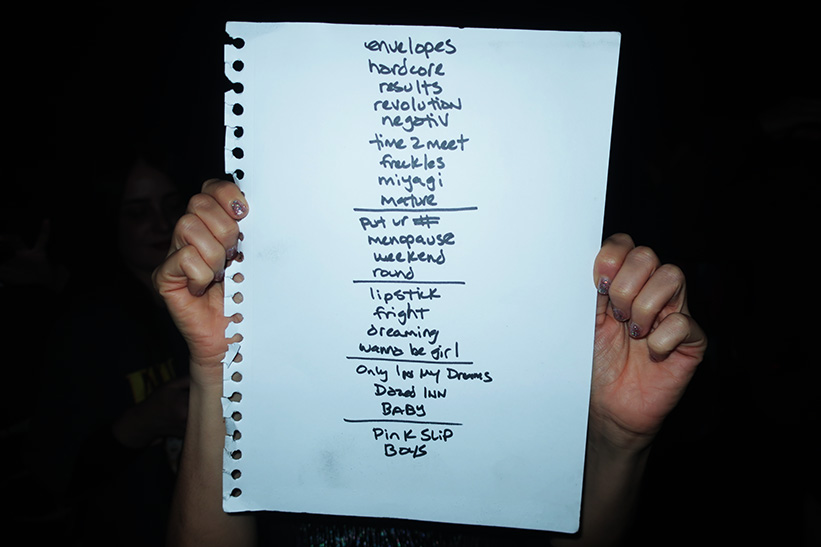 envelopes
hardcore
results
revolution
negativ
time 2 meet
freckles
miyagi
mature
put ur #
menopause
weekend
round
lipstick
fright
dreaming
wanna be girl
Only In My Dreams
Dazed INN
BABY
Pink Slip
Boys